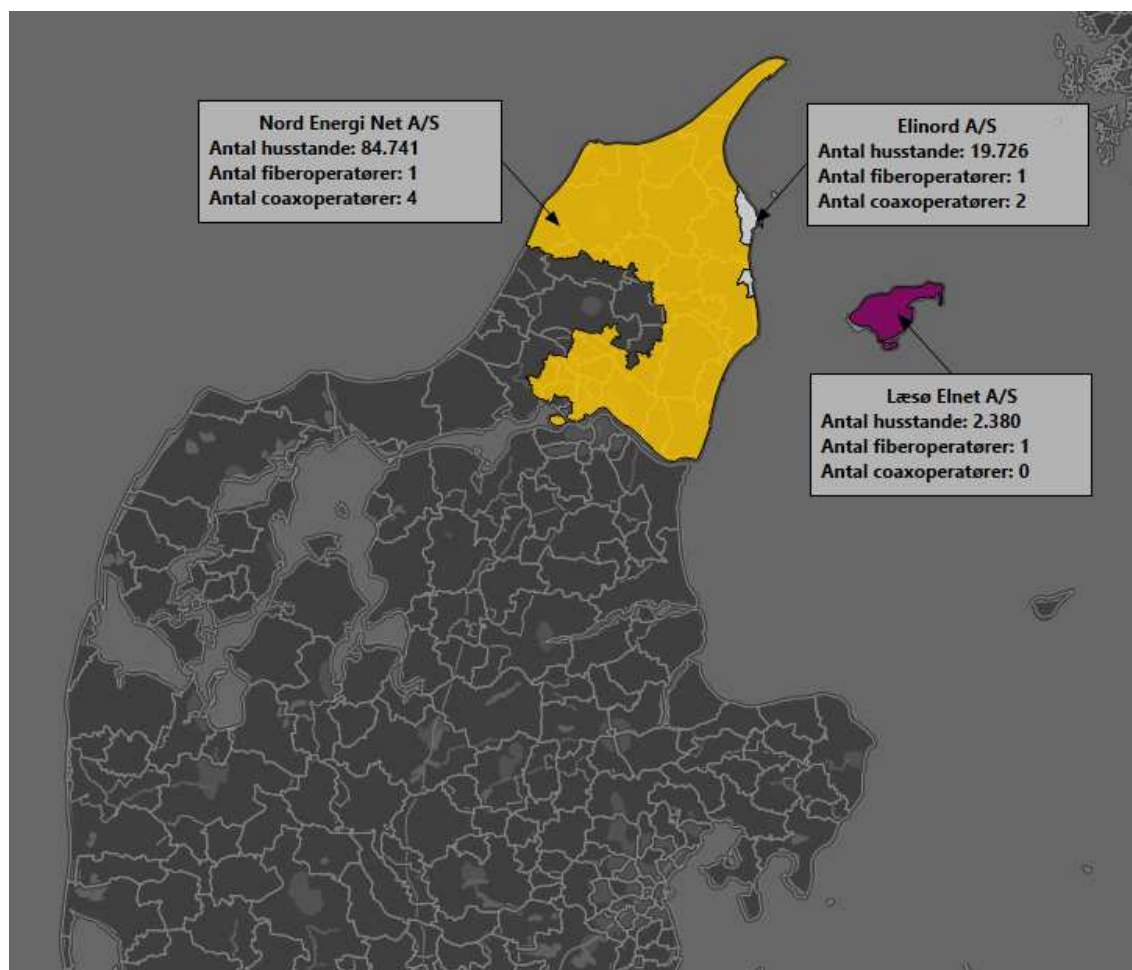 Nord Energi Net A/S
Antal husstande: 84.741
Antal fiberoperatører: 1
Antal coaxoperatører: 4
Elinord A/S
Antal husstande: 19.726
Antal fiberoperatører: 1
Antal coaxoperatører: 2
Læsø Elnet A/S
Antal husstande: 2.380
Antal fiberoperatører: 1
Antal coaxoperatører: 0